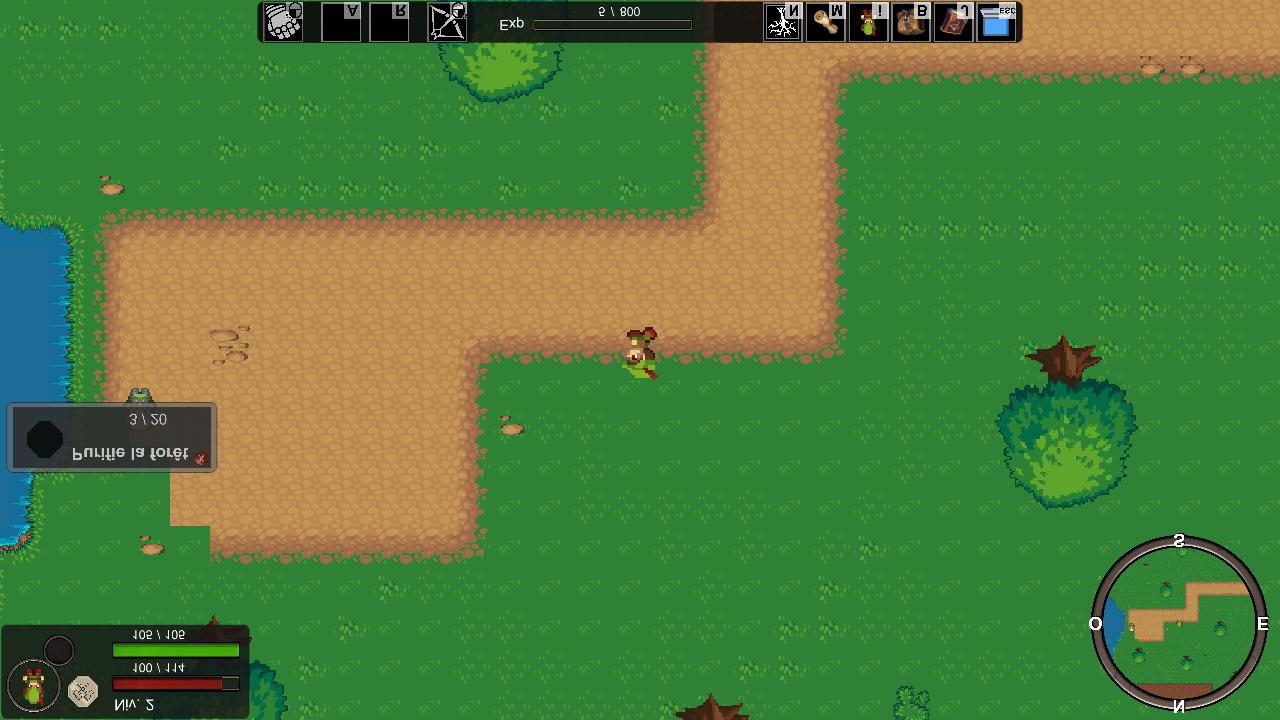 Niv. 2
100 / 114
105 / 105
N
O E
S
Purifie la forêt
x
3 / 20
A R
Exp
5 / 800
N M I B J ESC